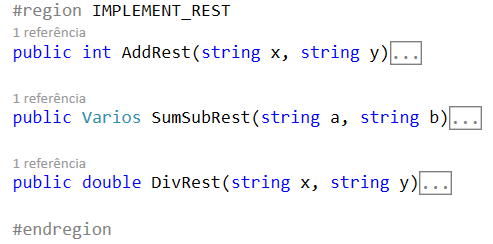 #region IMPLEMENT_REST
1 referência
public int AddRest(string x, string y)...
1 referência
public Varios SumSubRest(string a, string b)...
1 referência
public double DivRest(string x, string y)...
#endregion